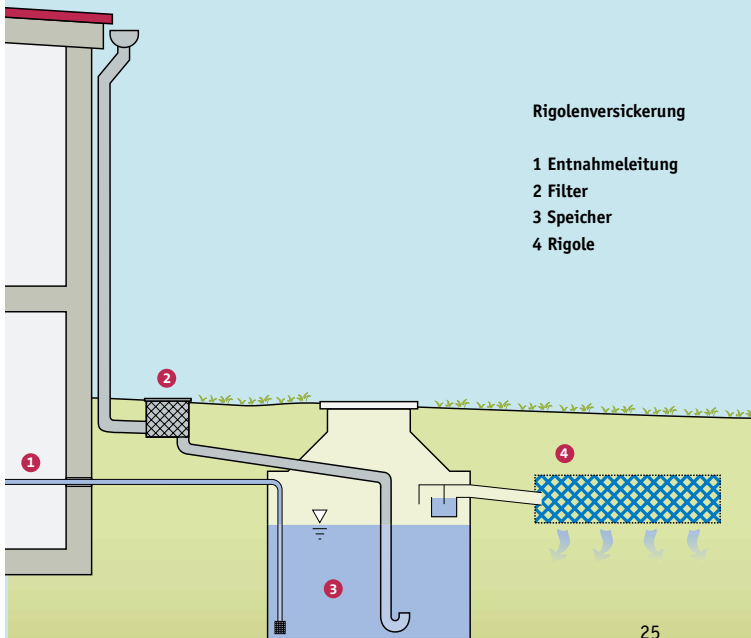 Rigolenversickerung
1 Entnahmeleitung
2 Filter
3 Speicher
4 Rigole
2
1
4
3
25